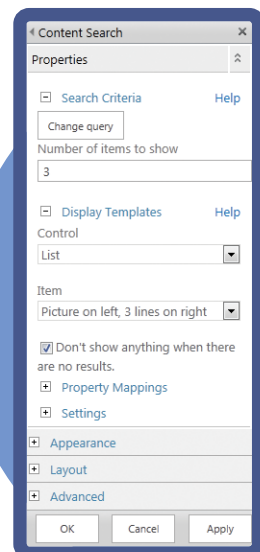 Content Search
Properties
Search Criteria Help
Change query
Number of items to show
3
Display Templates Help
Control
List
Item
Picture on left, 3 lines on right
Don't show anything when there
are no results.
Property Mappings
Settings
Appearance
Layout
Advanced
OK Cancel Apply